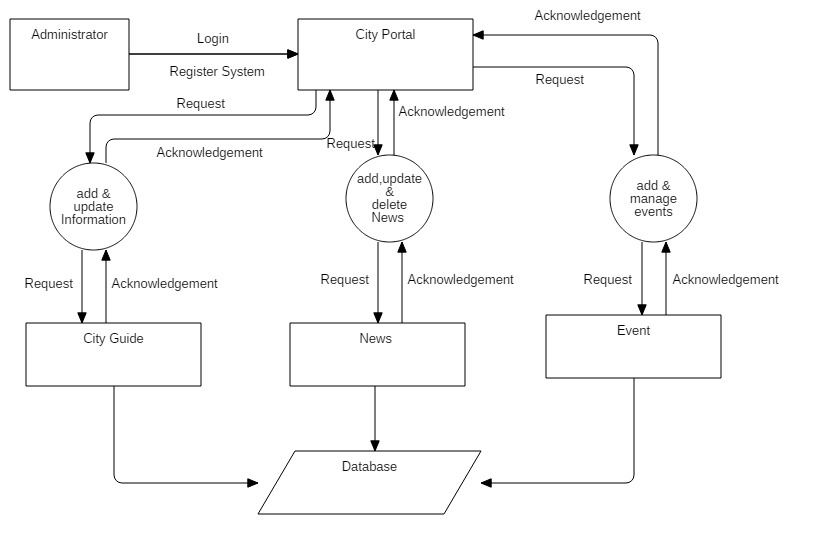 Acknowledgement
Administrator
Login
City Portal
Register System
Request
Request
Acknowledgement
Acknowledgement
Request
add &
update
Information
add,update
&
delete
News
add &
manage
events
Request
Acknowledgement
Request
Acknowledgement
Request
Acknowledgement
City Guide
News
Event
Database